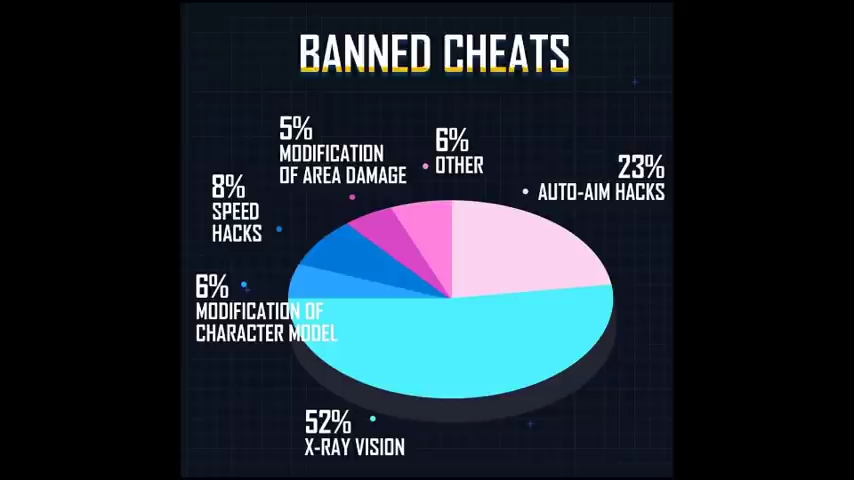 BANNED CHEATS
5%
MODIFICATION
OF AREA DAMAGE
6%
OTHER
23%
AUTO-AIM HACKS
8%
SPEED
HACKS
6%
MODIFICATION OF
CHARACTER MODEL
52%
X-RAY VISION